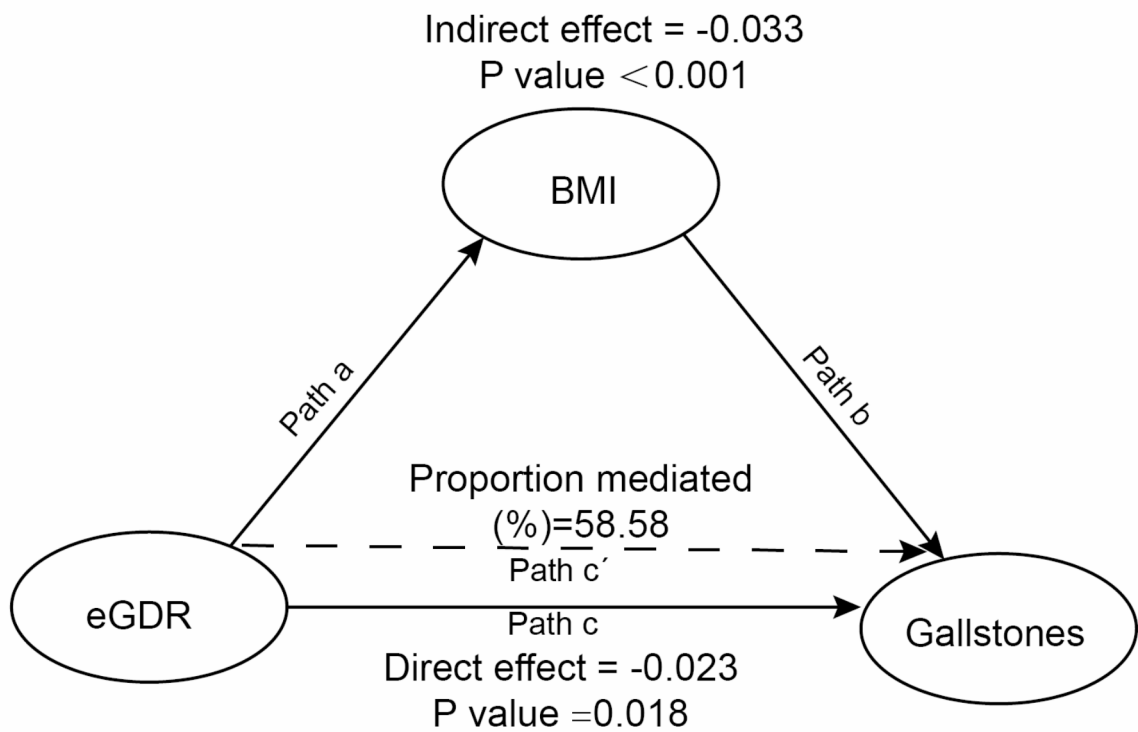 Indirect effect = -0.033
P value <0.001
BMI
Path a
Path b
Proportion mediated
(%)=58.58
Path c´
eGDR
Path c
Gallstones
Direct effect = -0.023
P value =0.018